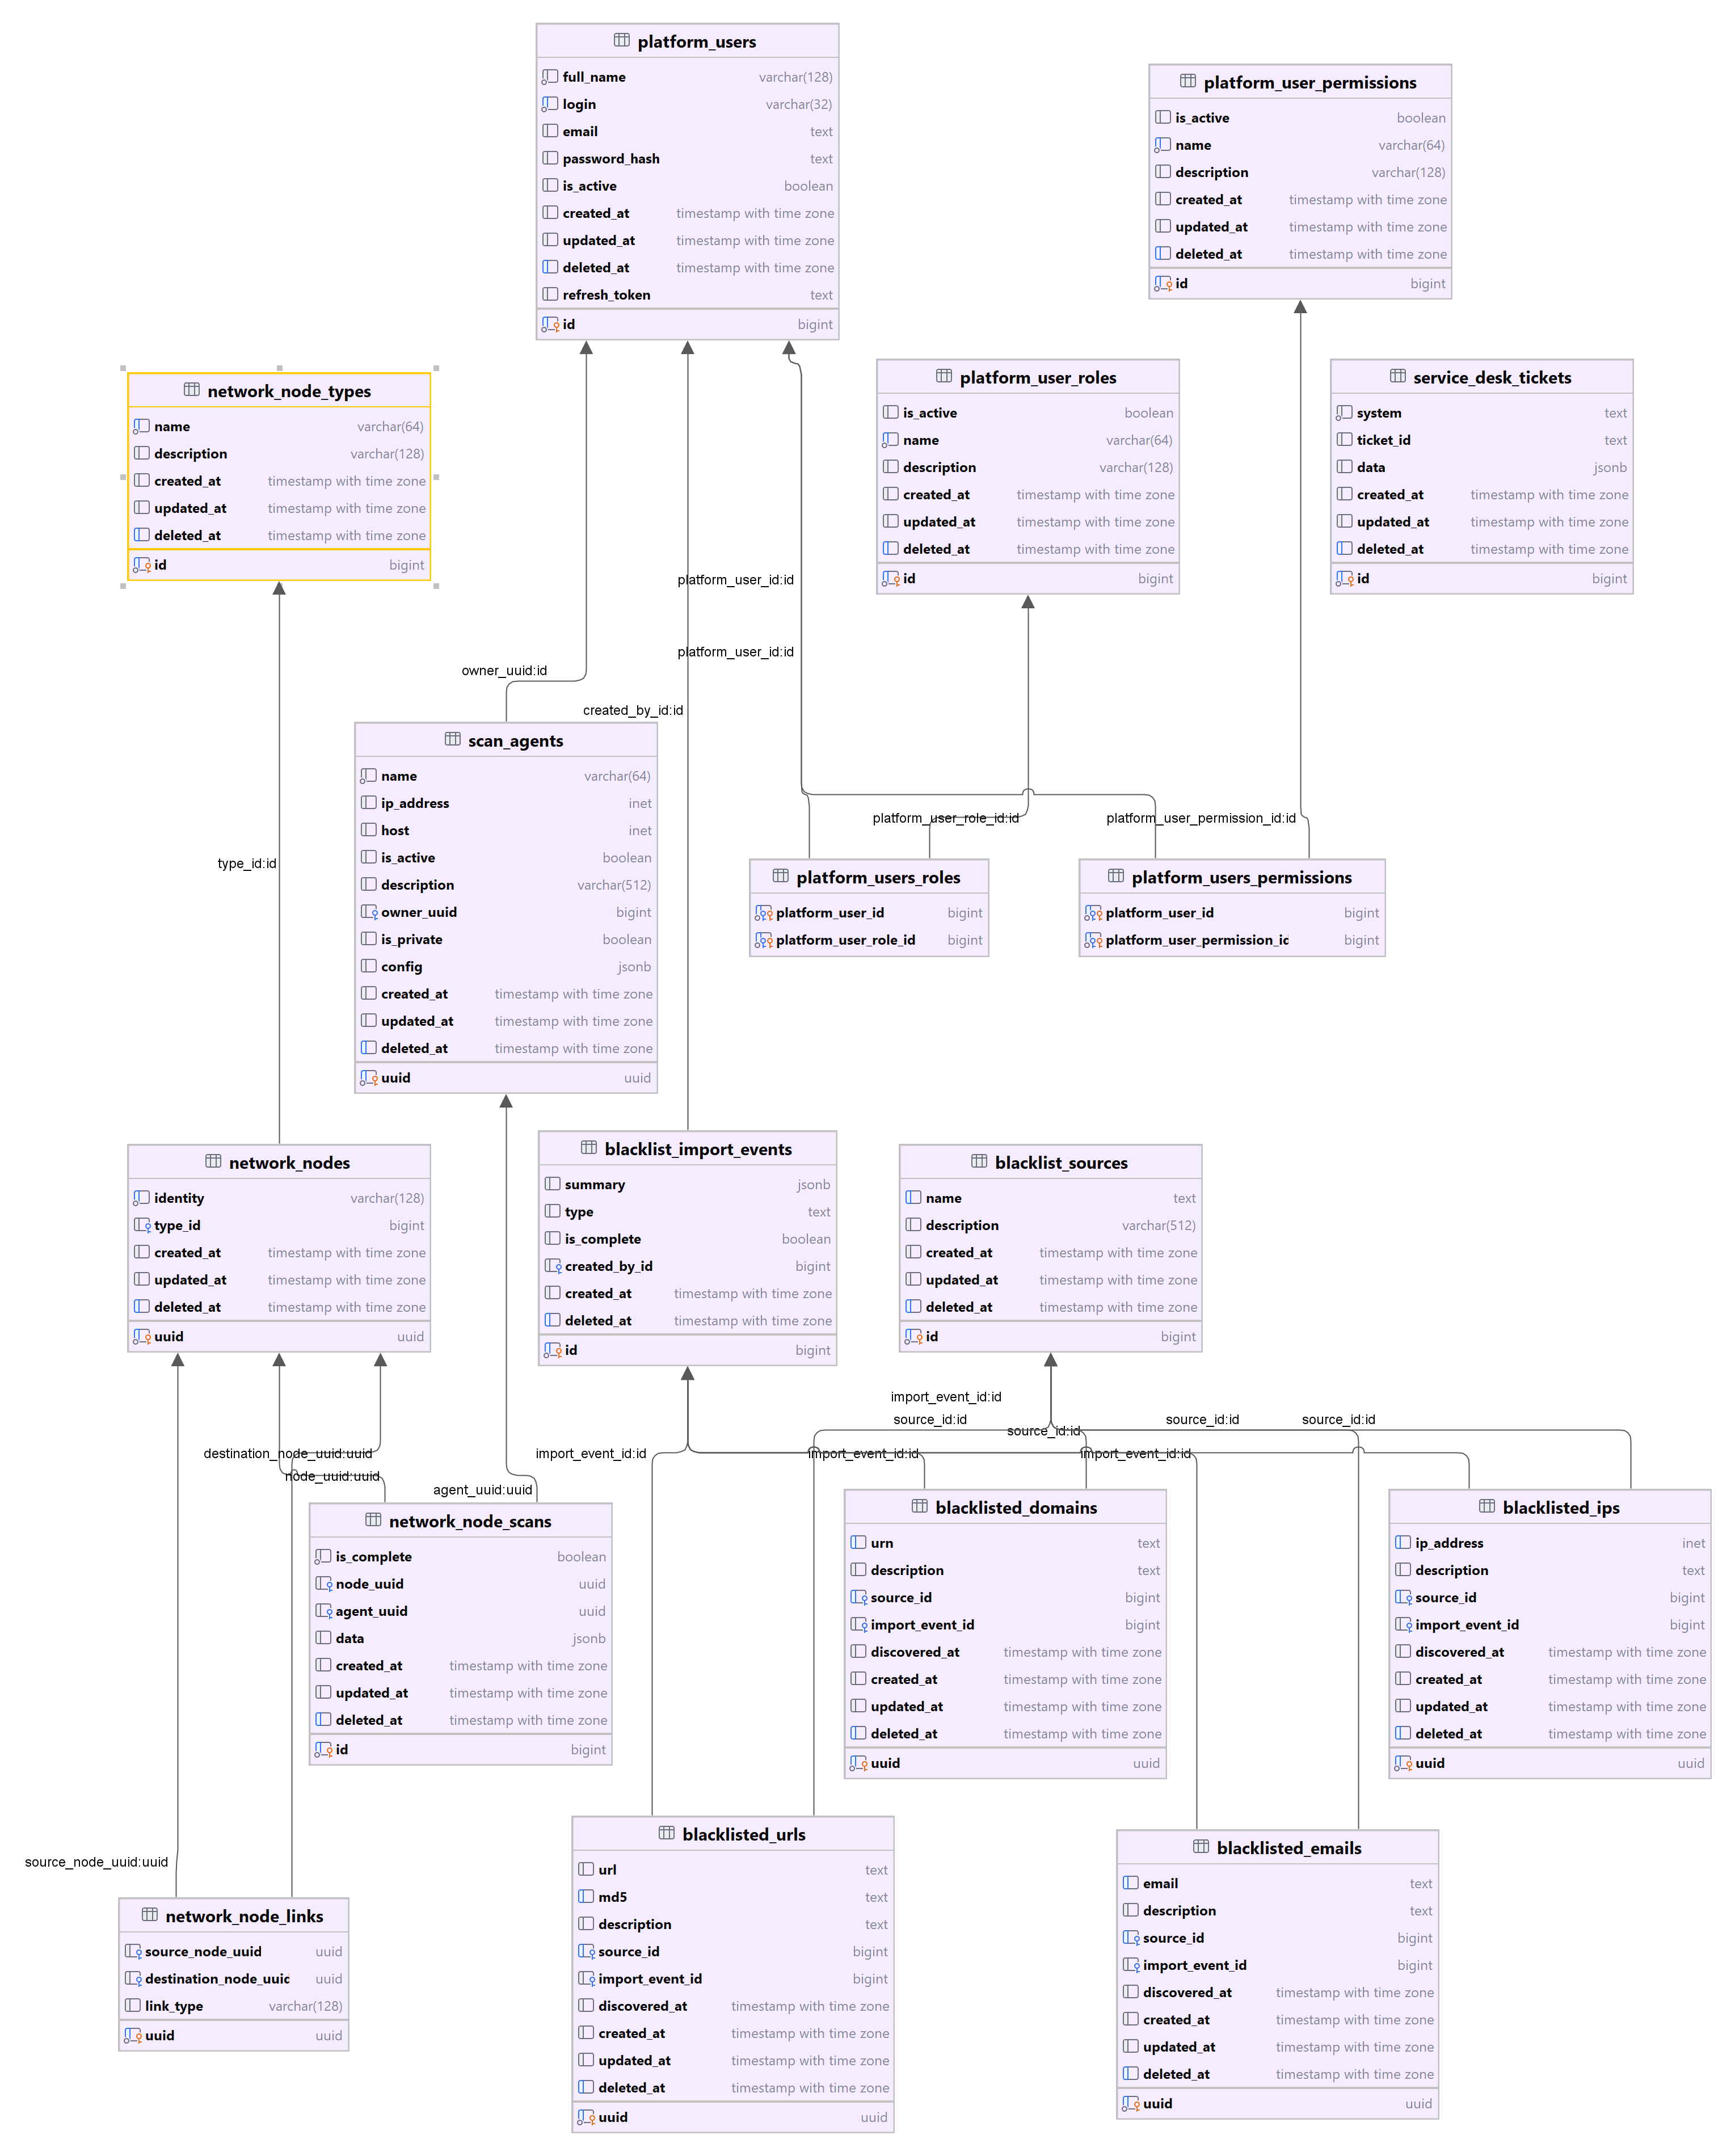 platform_users
full_name varchar(128)
login varchar(32)
email text
password_hash text
is_active boolean
created_at timestamp with time zone
updated_at timestamp with time zone
deleted_at timestamp with time zone
refresh_token text
id bigint
platform_user_permissions
is_active boolean
name varchar(64)
description varchar(128)
created_at timestamp with time zone
updated_at timestamp with time zone
deleted_at timestamp with time zone
id bigint
network_node_types
name varchar(64)
description varchar(128)
created_at timestamp with time zone
updated_at timestamp with time zone
deleted_at timestamp with time zone
id bigint
platform_user_roles
is_active boolean
name varchar(64)
description varchar(128)
created_at timestamp with time zone
updated_at timestamp with time zone
deleted_at timestamp with time zone
id bigint
service_desk_tickets
system text
ticket_id text
data jsonb
created_at timestamp with time zone
updated_at timestamp with time zone
deleted_at timestamp with time zone
id bigint
platform_user_id:id
platform_user_id:id
owner_uuid:id
created_by_id:id
scan_agents
name varchar(64)
ip_address inet
host inet
is_active boolean
description varchar(512)
owner_uuid bigint
is_private boolean
config jsonb
created_at timestamp with time zone
updated_at timestamp with time zone
deleted_at timestamp with time zone
uuid uuid
platform_user_role_id:id
platform_user_permission_id:id
type_id:id
platform_users_roles
platform_user_id bigint
platform_user_role_id bigint
platform_users_permissions
platform_user_id bigint
platform_user_permission_id bigint
network_nodes
identity varchar(128)
type_id bigint
created_at timestamp with time zone
updated_at timestamp with time zone
deleted_at timestamp with time zone
uuid uuid
blacklist_import_events
summary jsonb
type text
is_complete boolean
created_by_id bigint
created_at timestamp with time zone
deleted_at timestamp with time zone
id bigint
blacklist_sources
name text
description varchar(512)
created_at timestamp with time zone
updated_at timestamp with time zone
deleted_at timestamp with time zone
id bigint
import_event_id:id
source_id:id
source_id:id
source_id:id
source_id:id
destination_node_uuid:uuid
import_event_id:id
import_event_id:id
import_event_id:id
node_uuid:uuid
agent_uuid:uuid
network_node_scans
is_complete boolean
node_uuid uuid
agent_uuid uuid
data jsonb
created_at timestamp with time zone
updated_at timestamp with time zone
deleted_at timestamp with time zone
id bigint
blacklisted_domains
urn text
description text
source_id bigint
import_event_id bigint
discovered_at timestamp with time zone
created_at timestamp with time zone
updated_at timestamp with time zone
deleted_at timestamp with time zone
uuid uuid
blacklisted_ips
ip_address inet
description text
source_id bigint
import_event_id bigint
discovered_at timestamp with time zone
created_at timestamp with time zone
updated_at timestamp with time zone
deleted_at timestamp with time zone
uuid uuid
source_node_uuid:uuid
network_node_links
source_node_uuid uuid
destination_node_uuid uuid
link_type varchar(128)
uuid uuid
blacklisted_urls
url text
md5 text
description text
source_id bigint
import_event_id bigint
discovered_at timestamp with time zone
created_at timestamp with time zone
updated_at timestamp with time zone
deleted_at timestamp with time zone
uuid uuid
blacklisted_emails
email text
description text
source_id bigint
import_event_id bigint
discovered_at timestamp with time zone
created_at timestamp with time zone
updated_at timestamp with time zone
deleted_at timestamp with time zone
uuid uuid